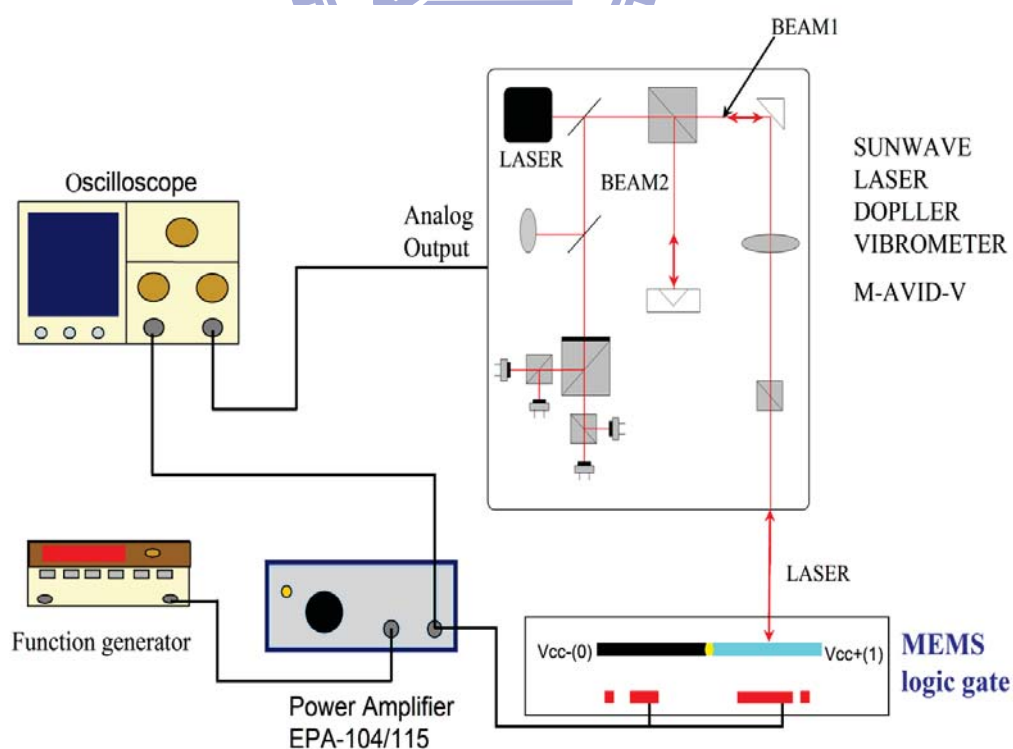 BEAM1
LASER
BEAM2
SUNWAVE
LASER
DOPLLER
VIBROMETER
M-AVID-V
Oscilloscope
Analog
Output
LASER
Function generator
Power Amplifier
EPA-104/115
Vcc-(0)
Vcc+(1)
MEMS
logic gate